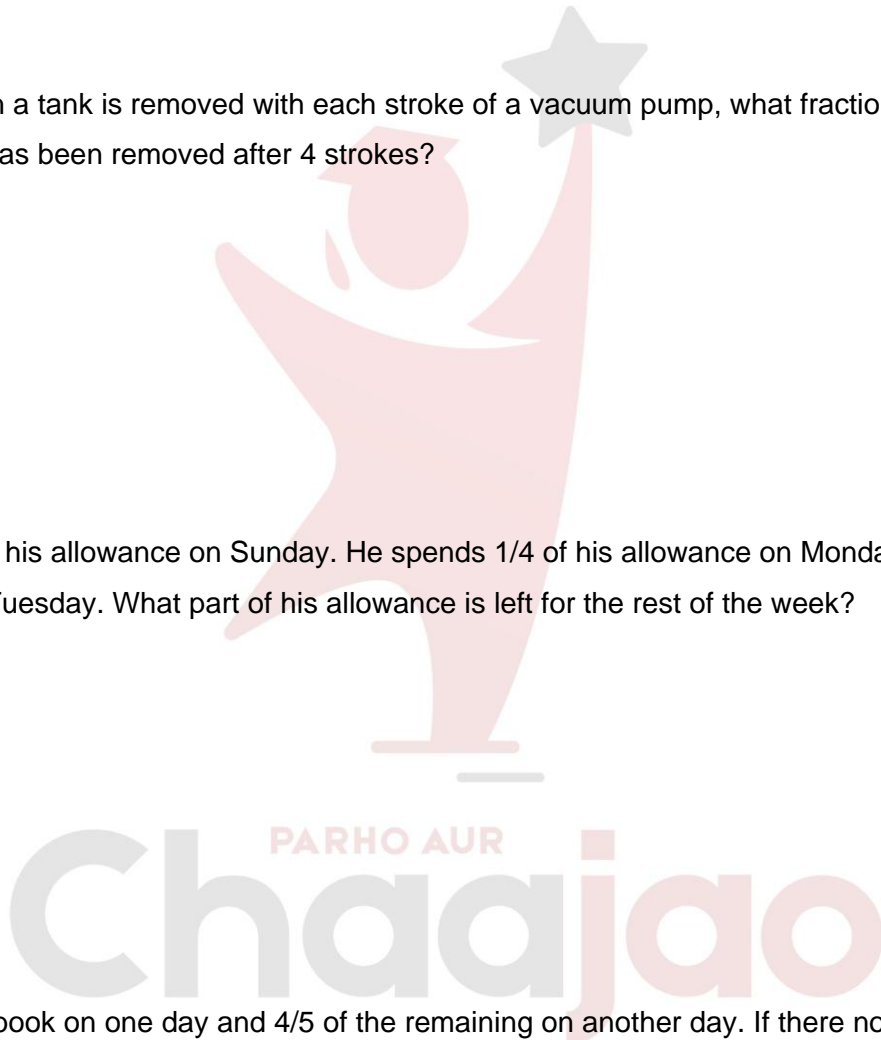 a tank is removed with each stroke of a vacuum pump, what fractio
as been removed after 4 strokes?
his allowance on Sunday. He spends 1/4 of his allowance on Monda
uesday. What part of his allowance is left for the rest of the week?
PARHO AUR
Chaajao
book on one day and 4/5 of the remaining on another day. If there no